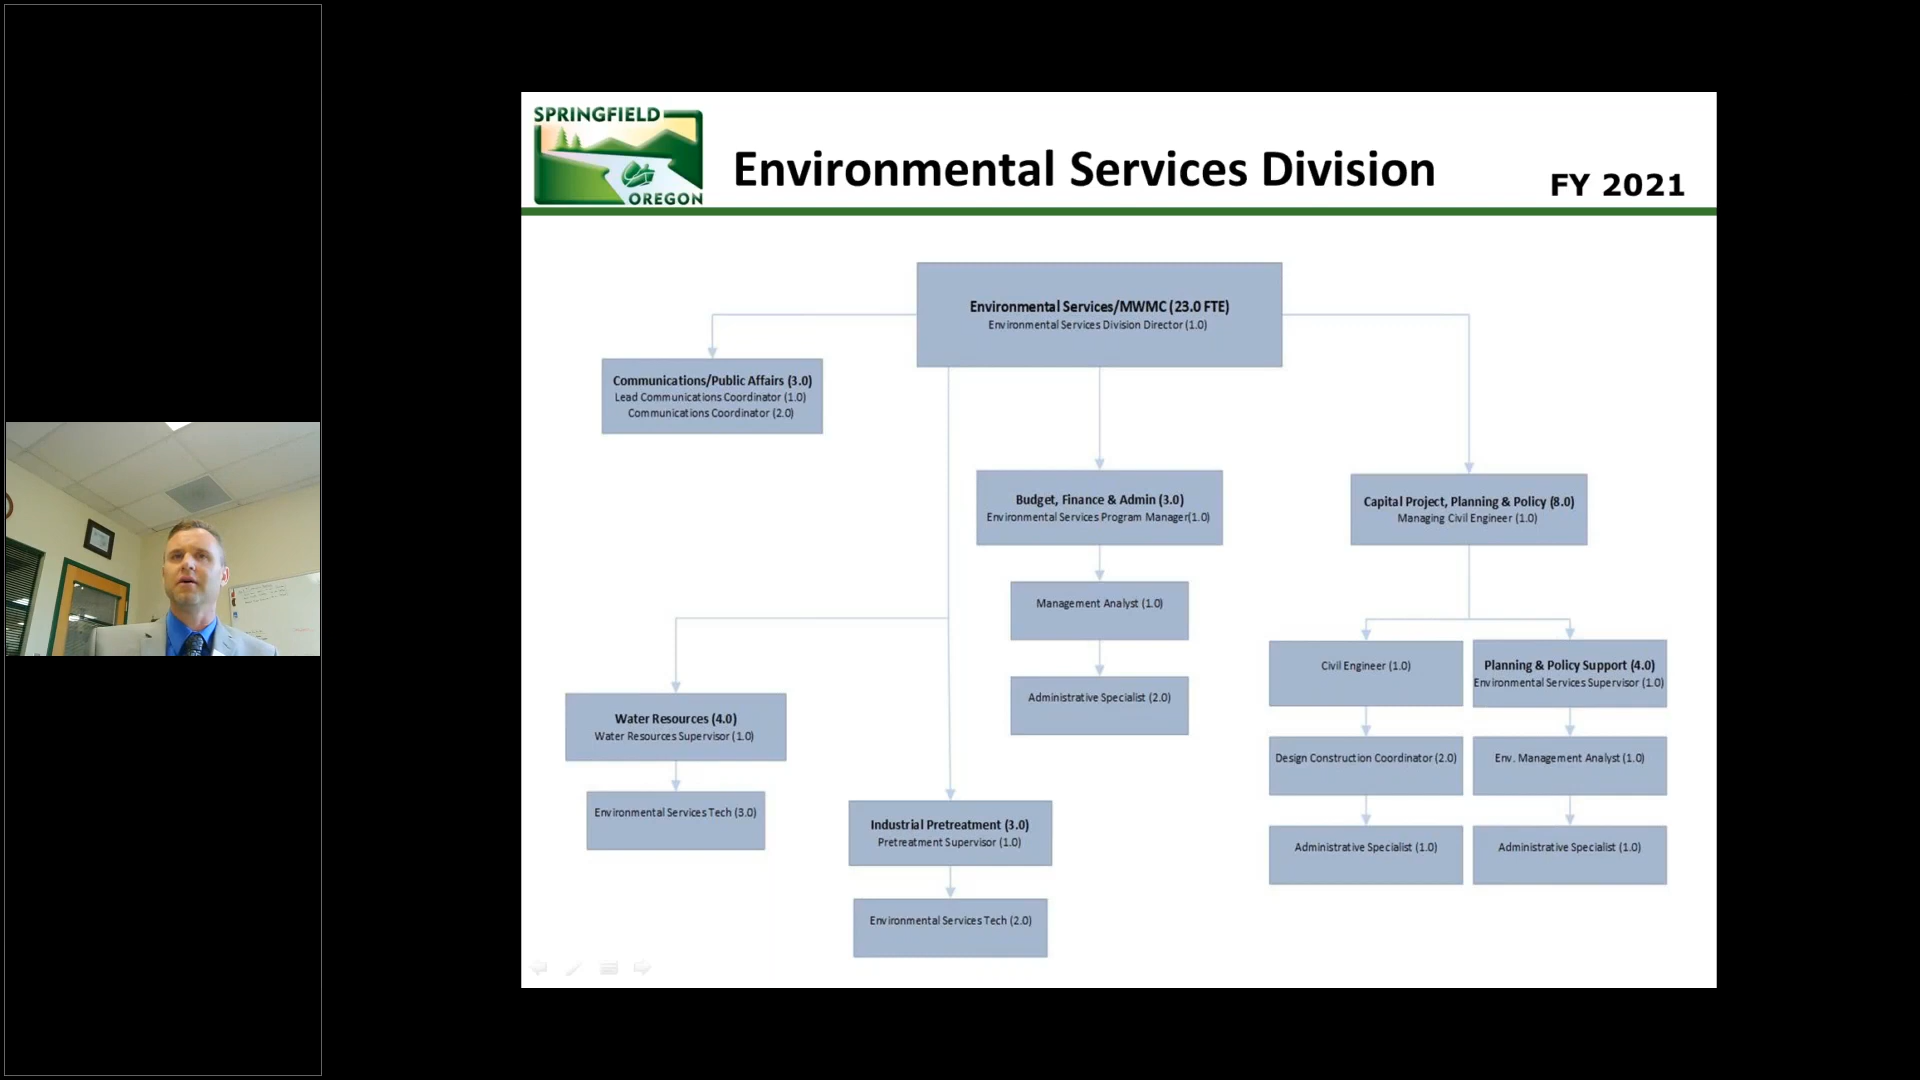 SPRINGFIELD
OREGON
Environmental Services Division
FY 2021
Environmental Services/MWMC (23.0 FTE)
Environmental Services Division Director (1.0)
Communications/Public Affairs (3.0)
Lead Communications Coordinator (1.0)
Communications Coordinator (2.0)
Budget, Finance & Admin (3.0)
Environmental Services Program Manager(1.0)
Capital Project, Planning & Policy (8.0)
Managing Civil Engineer (1.0)
Management Analyst (1.0)
Administrative Specialist (2.0)
Civil Engineer (1.0)
Planning & Policy Support (4.0)
Environmental Services Supervisor (1.0)
Water Resources (4.0)
Water Resources Supervisor (1.0)
Design Construction Coordinator (2.0)
Env. Management Analyst (1.0)
Environmental Services Tech (3.0)
Industrial Pretreatment (3.0)
Pretreatment Supervisor (1.0)
Administrative Specialist (1.0)
Administrative Specialist (1.0)
Environmental Services Tech (2.0)